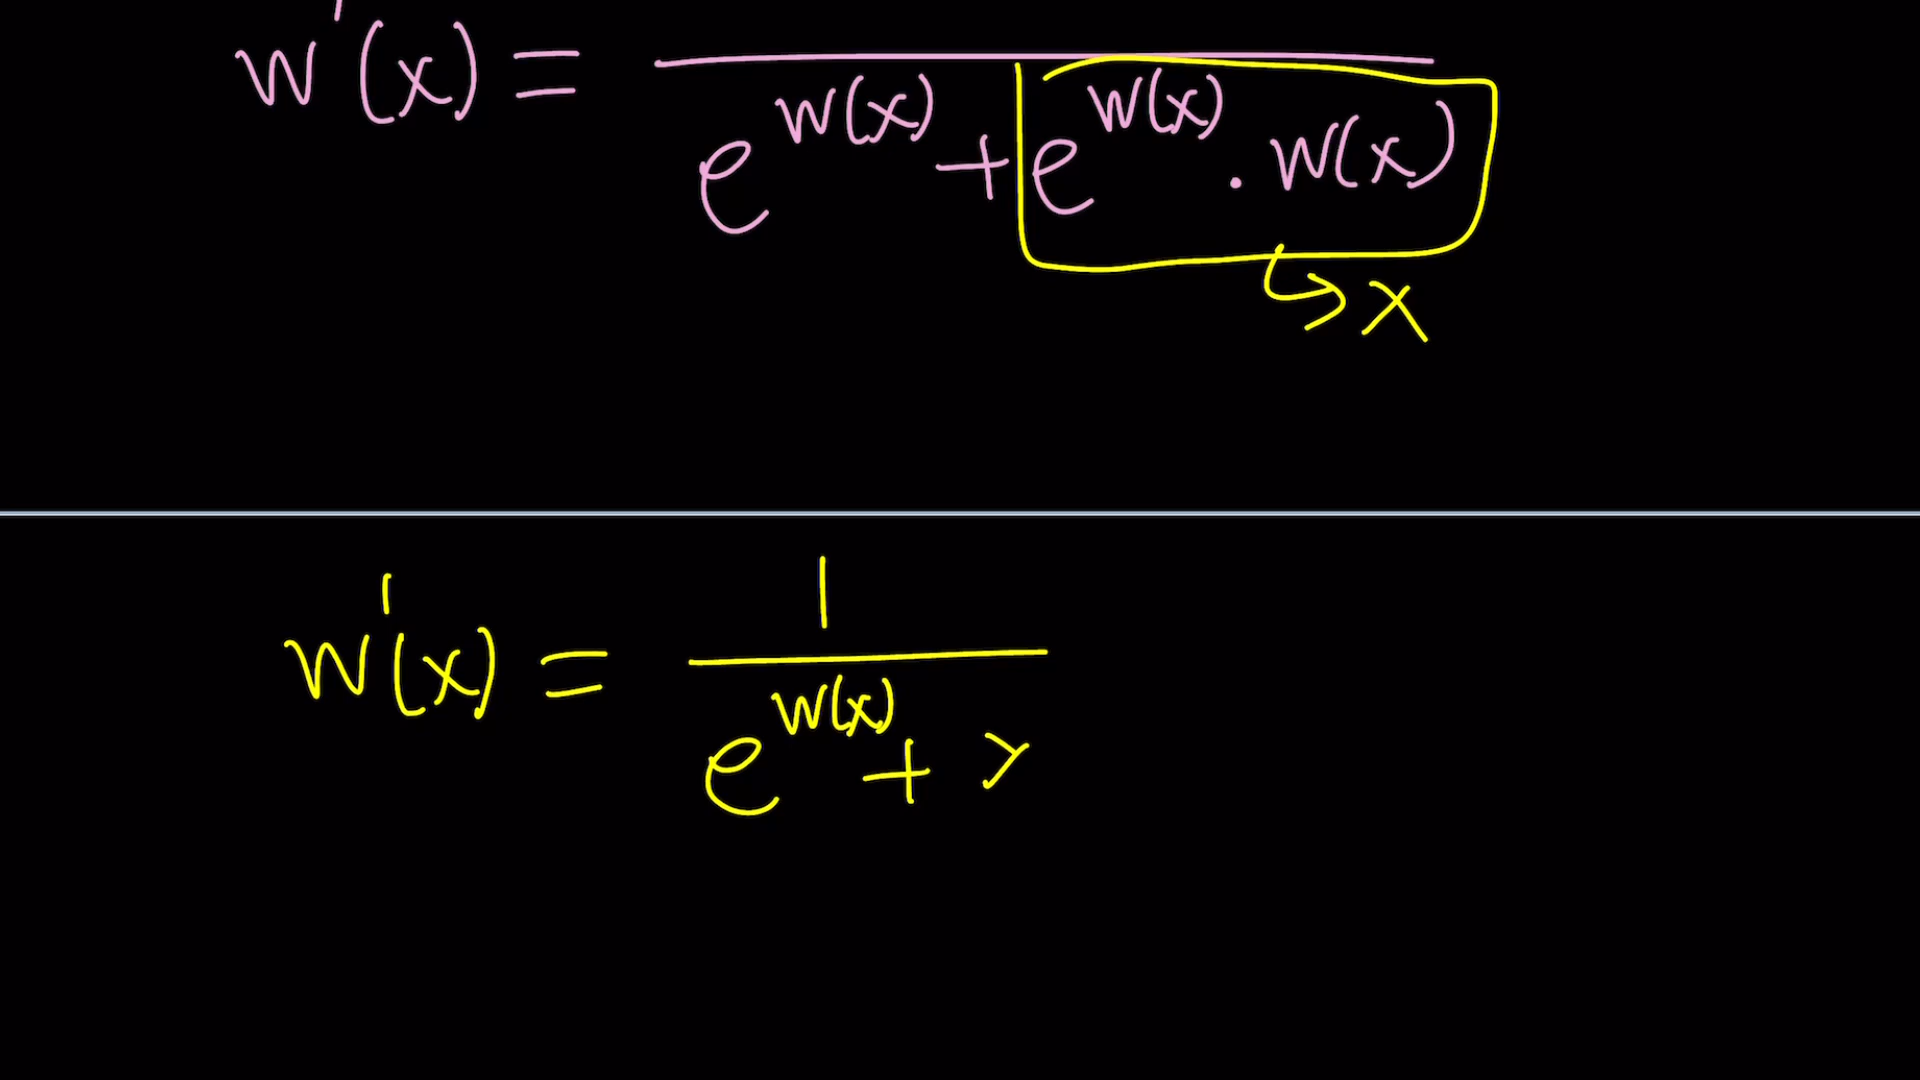 W'(x) =
e^W(x) + e^W(x) · W(x)
↪ x
W'(x) = 1
e^W(x) + x